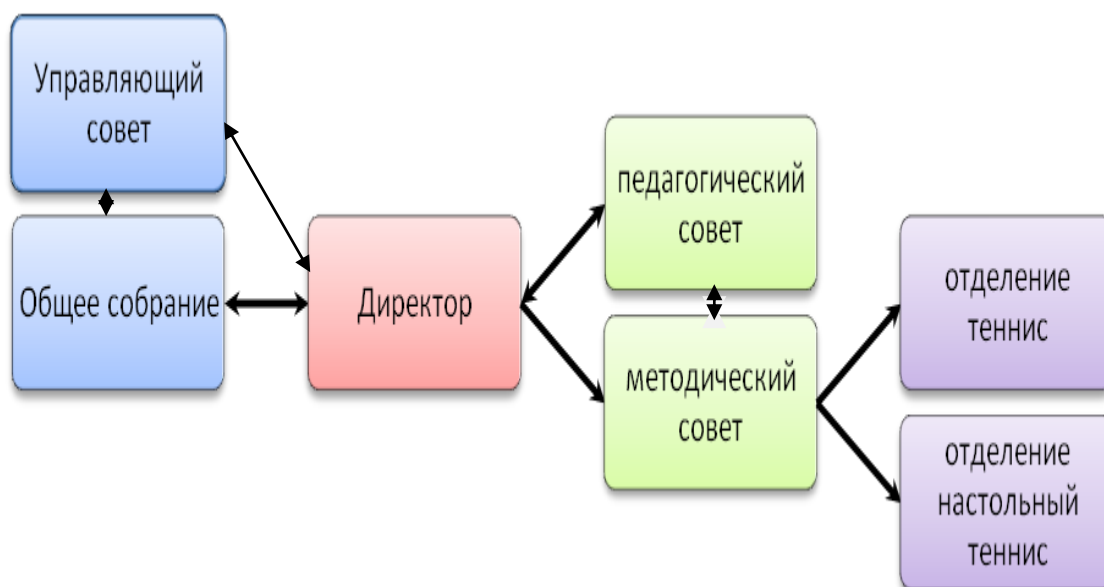 Управляющий
совет
Общее собрание
Директор
педагогический
совет
методический
совет
отделение
теннис
отделение
настольный
теннис